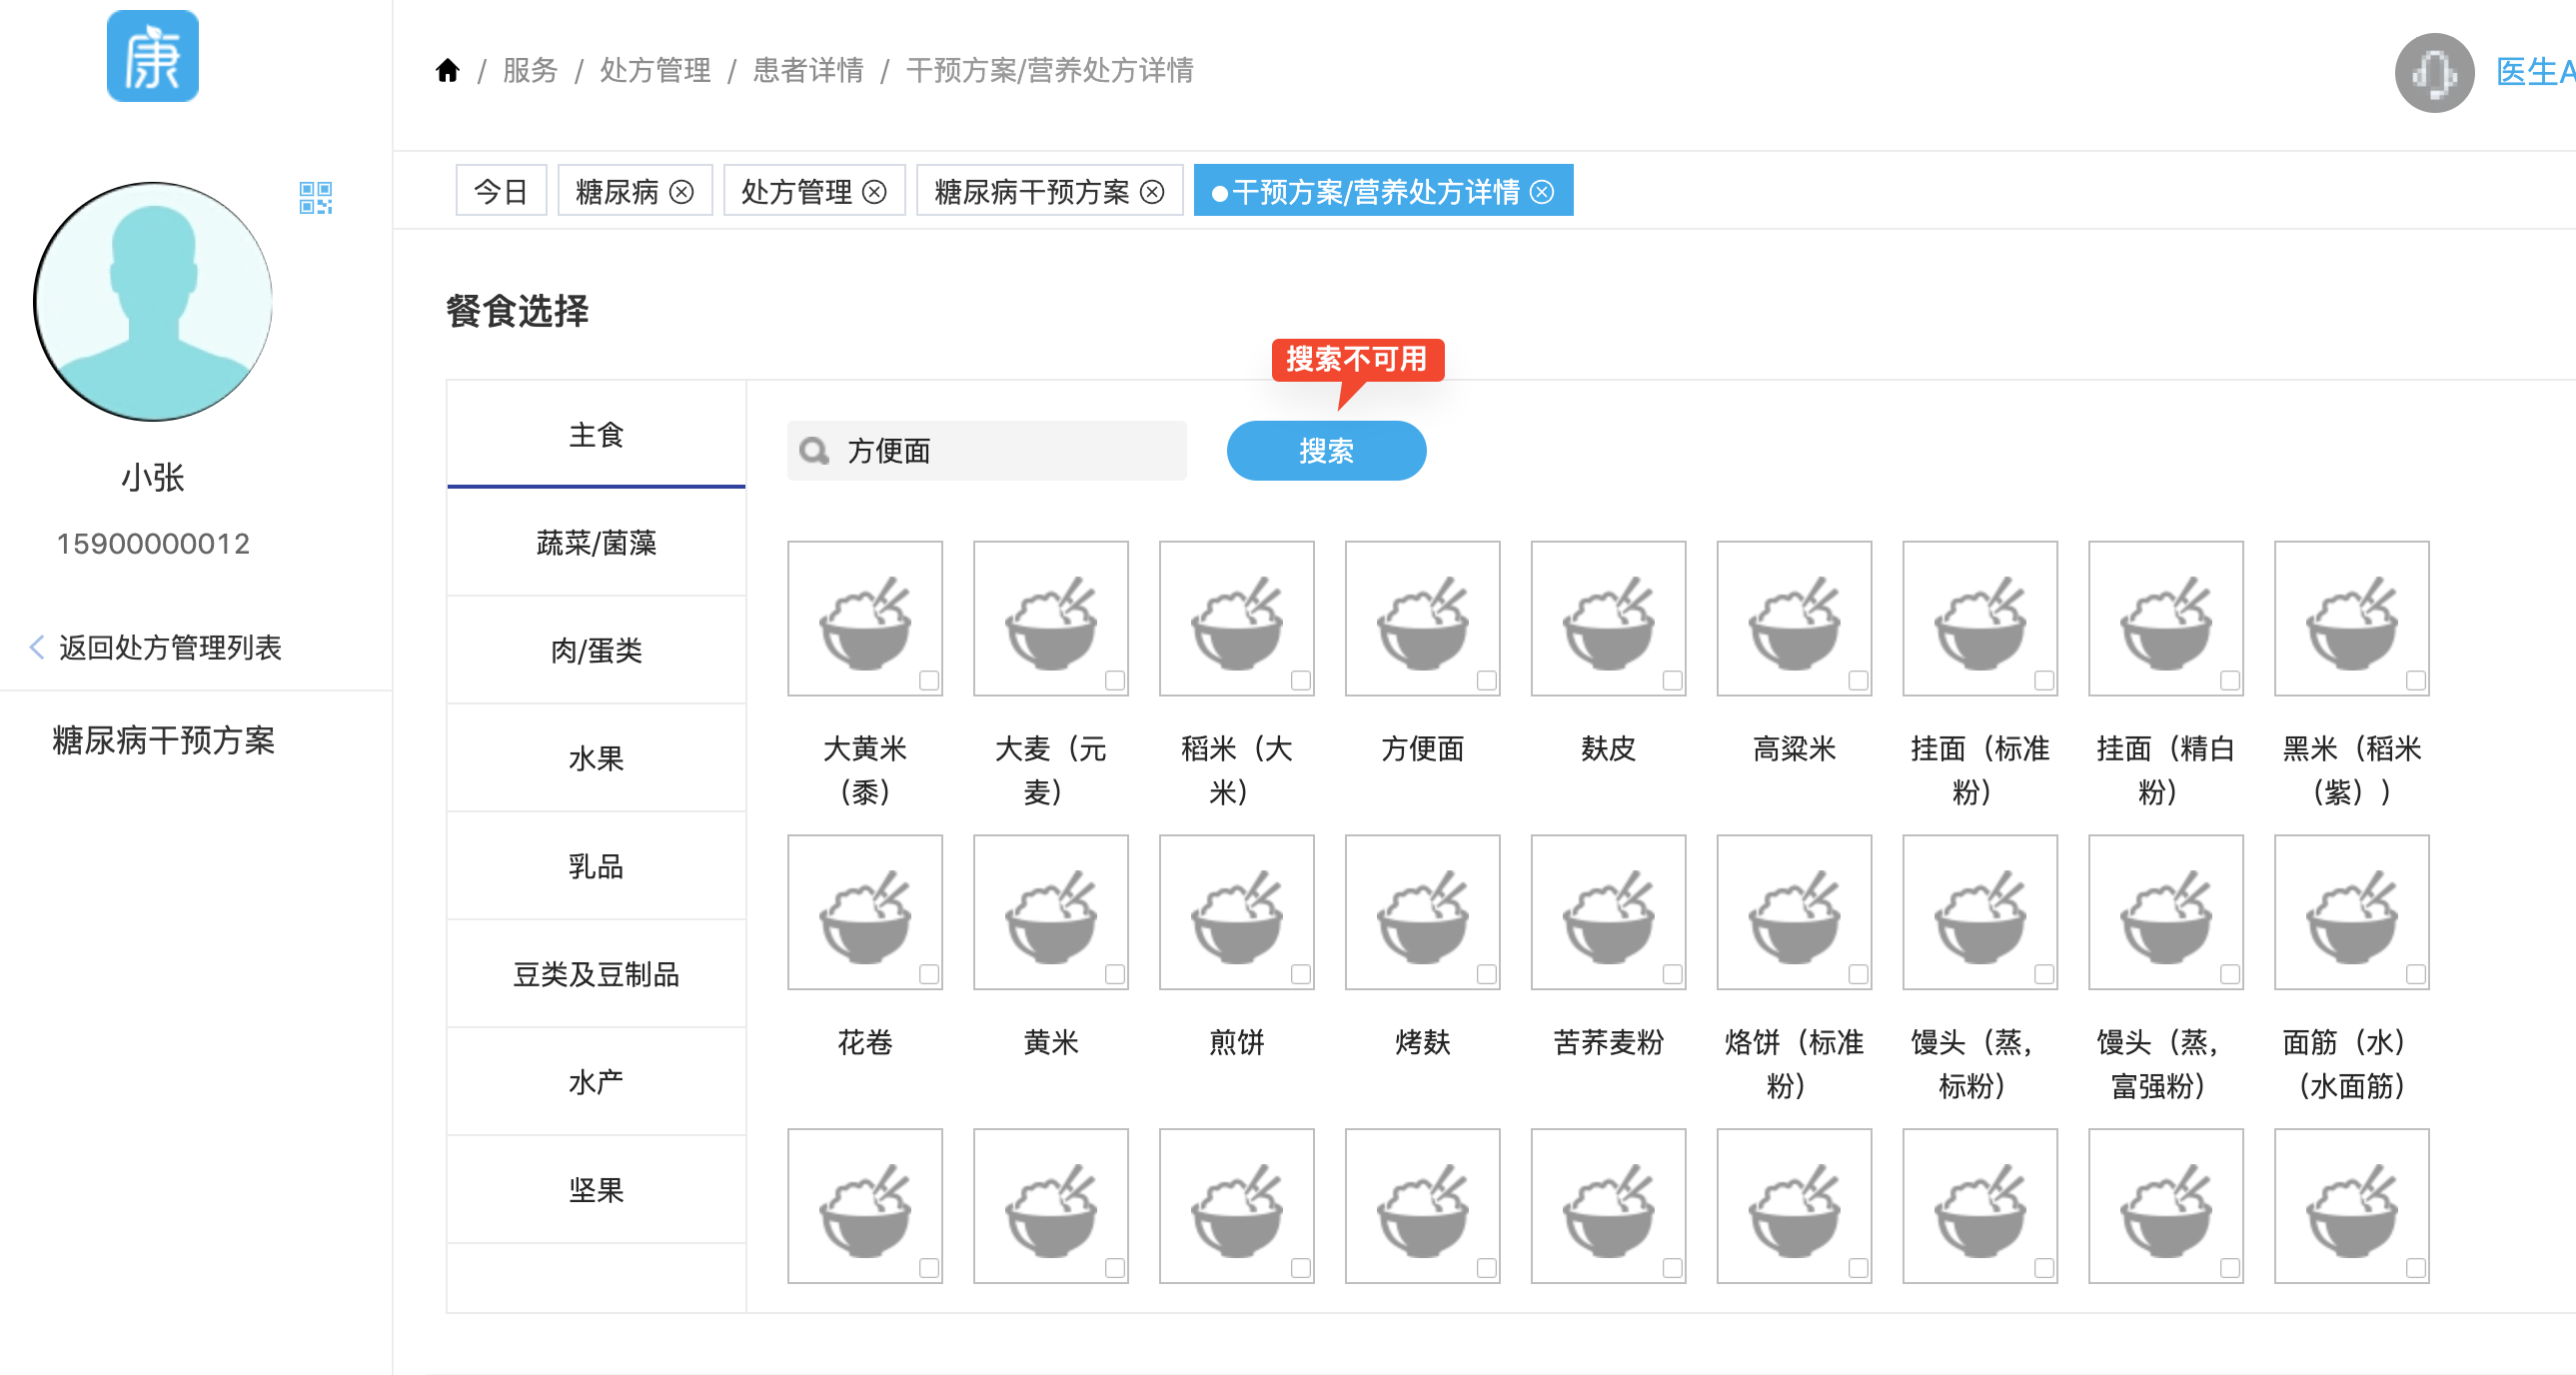 康
/ 服务 / 处方管理 / 患者详情 / 干预方案/营养处方详情
医生A
今日 糖尿病 处方管理 糖尿病干预方案 干预方案/营养处方详情
小张
15900000012
返回处方管理列表
糖尿病干预方案
餐食选择
搜索不可用
主食
蔬菜/菌藻
肉/蛋类
水果
乳品
豆类及豆制品
水产
坚果
方便面 搜索
大黄米 大麦（元 稻米（大 方便面 麸皮 高粱米 挂面（标准 挂面（精白 黑米（稻米
（黍） 麦） 米） 粉） 粉） （紫））
花卷 黄米 煎饼 烤麸 苦荞麦粉 烙饼（标准 馒头（蒸， 馒头（蒸， 面筋（水）
粉） 标粉） 富强粉） （水面筋）